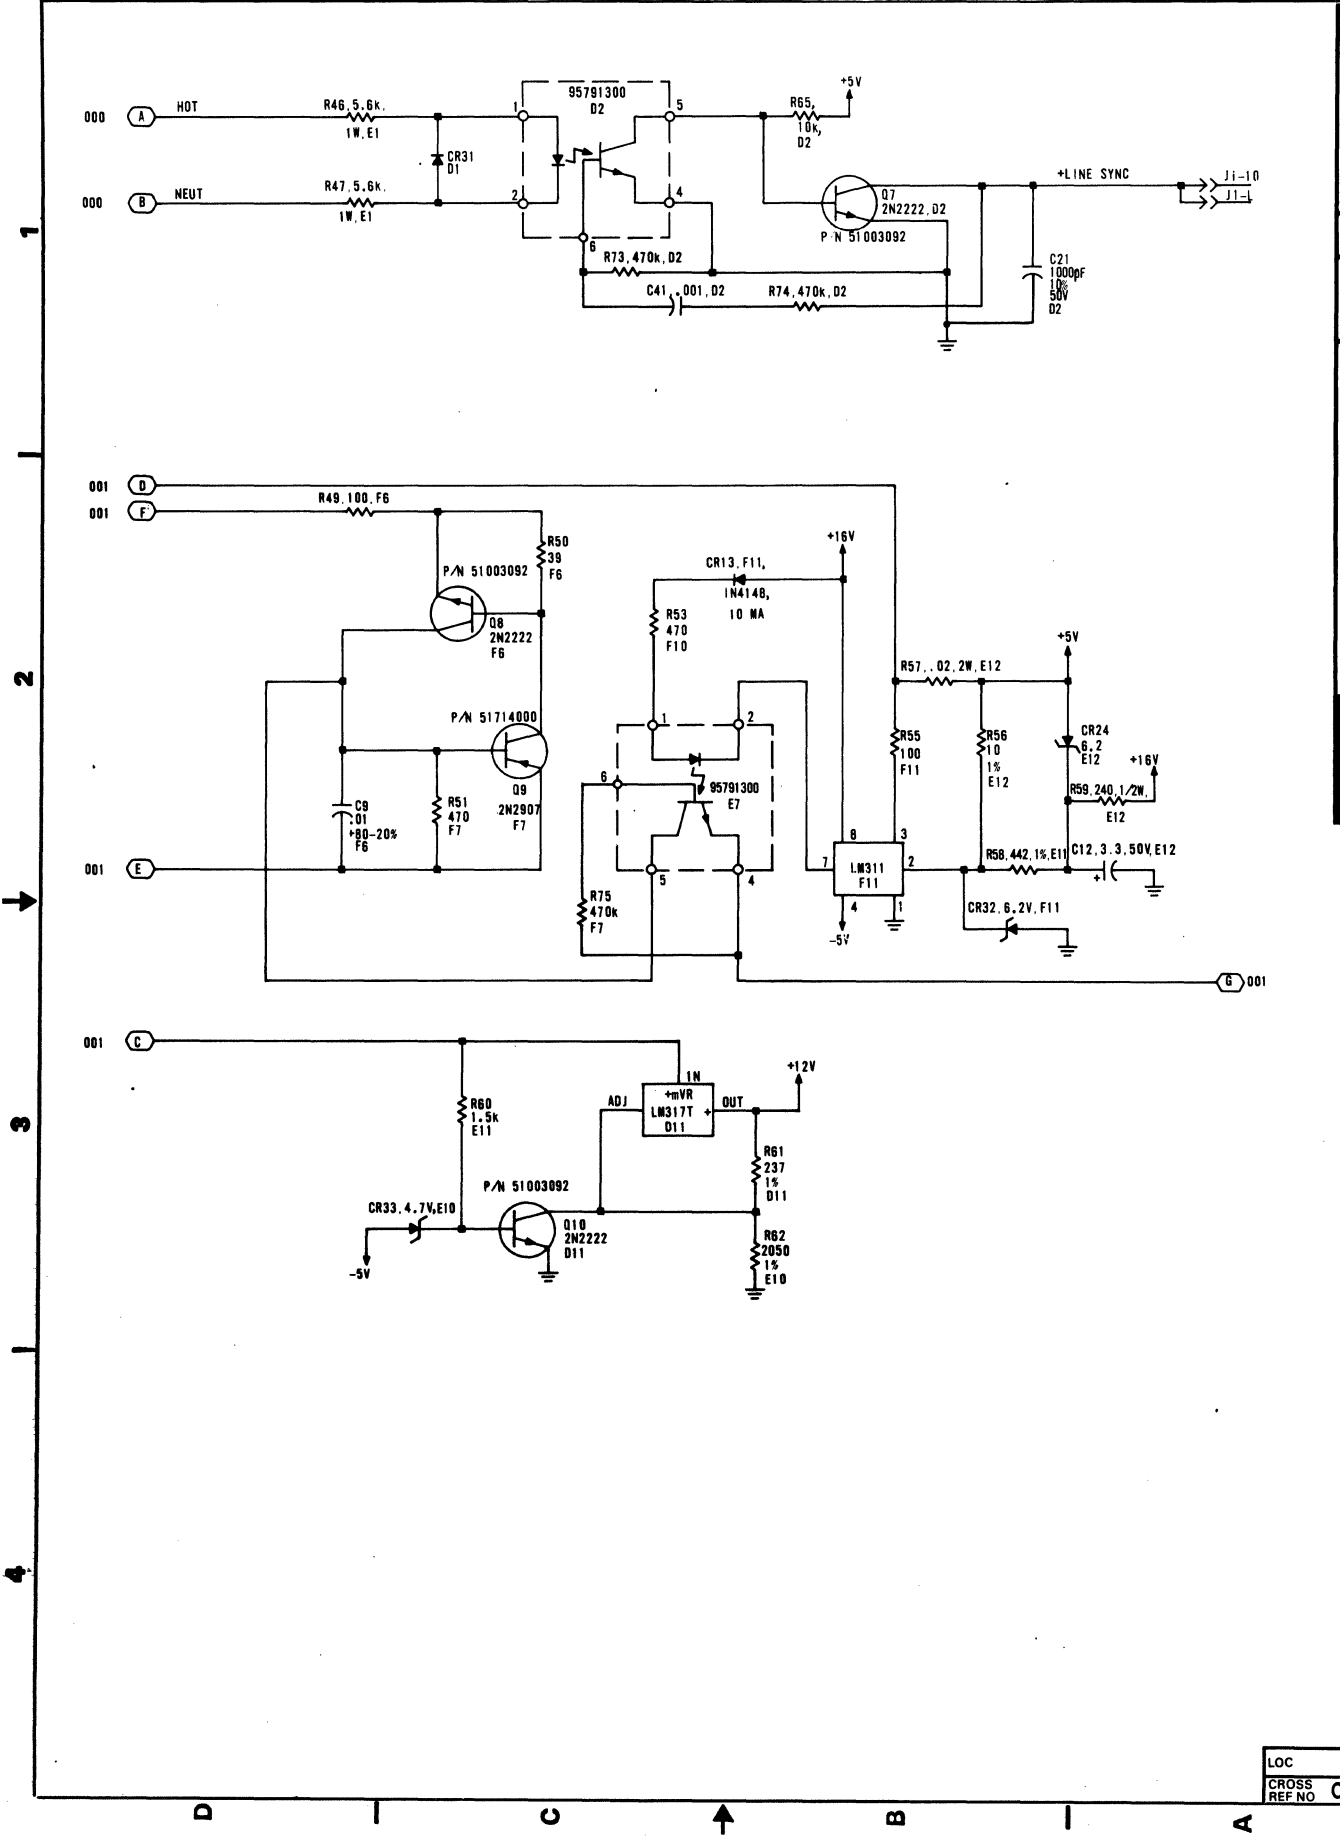 000 A HOT
R46,5.6k,
1W,E1
CR31
D1
000 B NEUT
R47,5.6k,
1W,E1
95791300
D2
1
2
5
4
6
R65,
10k,
D2
+5V
Q7
2N2222,D2
P/N 51003092
+LINE SYNC
J1-10
R73,470k,D2
C41,.001,D2
R74,470k,D2
C21
1000pF
10%
50V
D2
1
001 D
001 F
R49,100,F6
R50
39
F6
P/N 51003092
Q8
2N2222
F6
P/N 51714000
Q9
2N2907
F7
C9
.01
+80-20%
F6
R51
470
F7
001 E
CR13,F11,
1N4148,
10 MA
+16V
R53
470
F10
1
2
6
95791300
E7
5
4
R75
470k
F7
R57,.02,2W,E12
R55
100
F11
R56
10
1%
E12
+5V
CR24
6.2
E12
+16V
R59,240,1/2W,
E12
8
3
7
LM311
F11
2
4
1
-5V
R58,442,1%,E11
C12,3.3,50V,E12
+
CR32,6.2V,F11
G 001
2
001 C
R60
1.5k
E11
IN
ADJ
+mVR
LM317T +
D11
OUT
+12V
R61
237
1%
D11
P/N 51003092
CR33,4.7V,E10
-5V
Q10
2N2222
D11
R62
2050
1%
E10
3
4
LOC
CROSS
REF NO
D
C
B
A